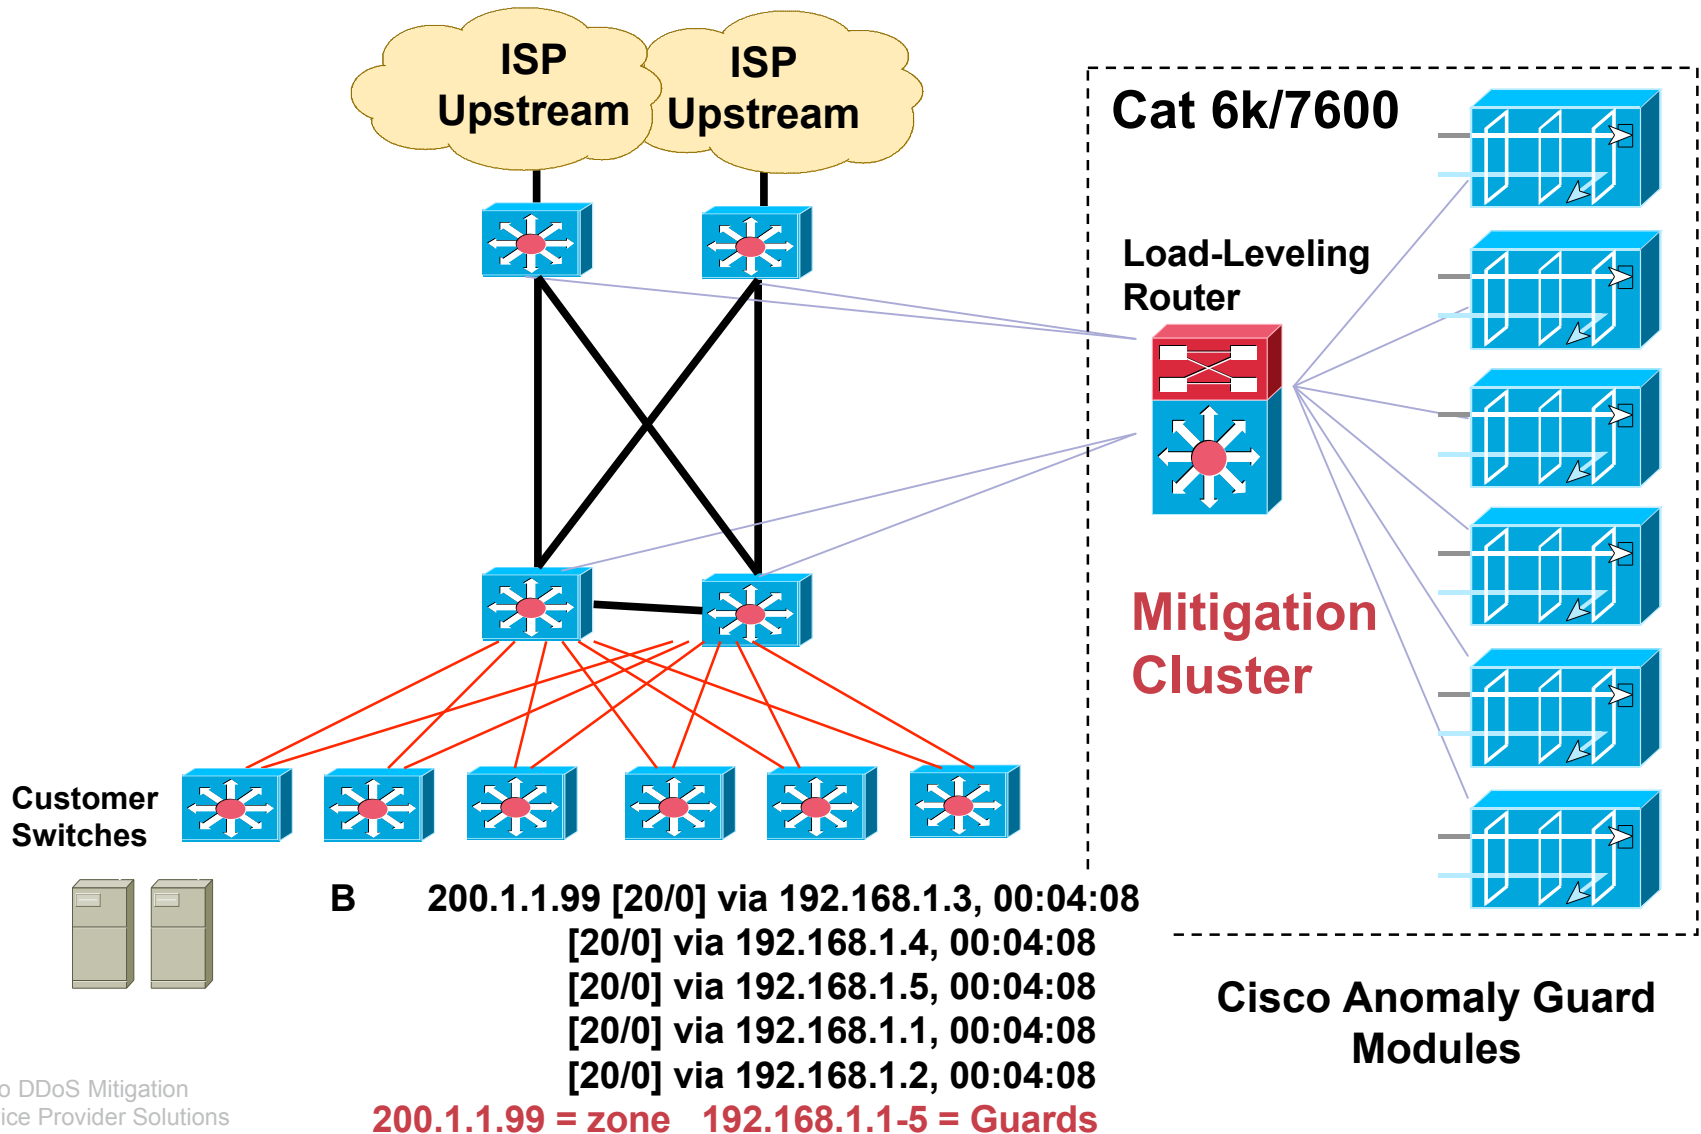 ISP
Upstream
ISP
Upstream
Cat 6k/7600
Load-Leveling
Router
Mitigation
Cluster
Customer
Switches
B 200.1.1.99 [20/0] via 192.168.1.3, 00:04:08
[20/0] via 192.168.1.4, 00:04:08
[20/0] via 192.168.1.5, 00:04:08
[20/0] via 192.168.1.1, 00:04:08
[20/0] via 192.168.1.2, 00:04:08
200.1.1.99 = zone 192.168.1.1-5 = Guards
Cisco Anomaly Guard
Modules
DDoS Mitigation
Provider Solutions